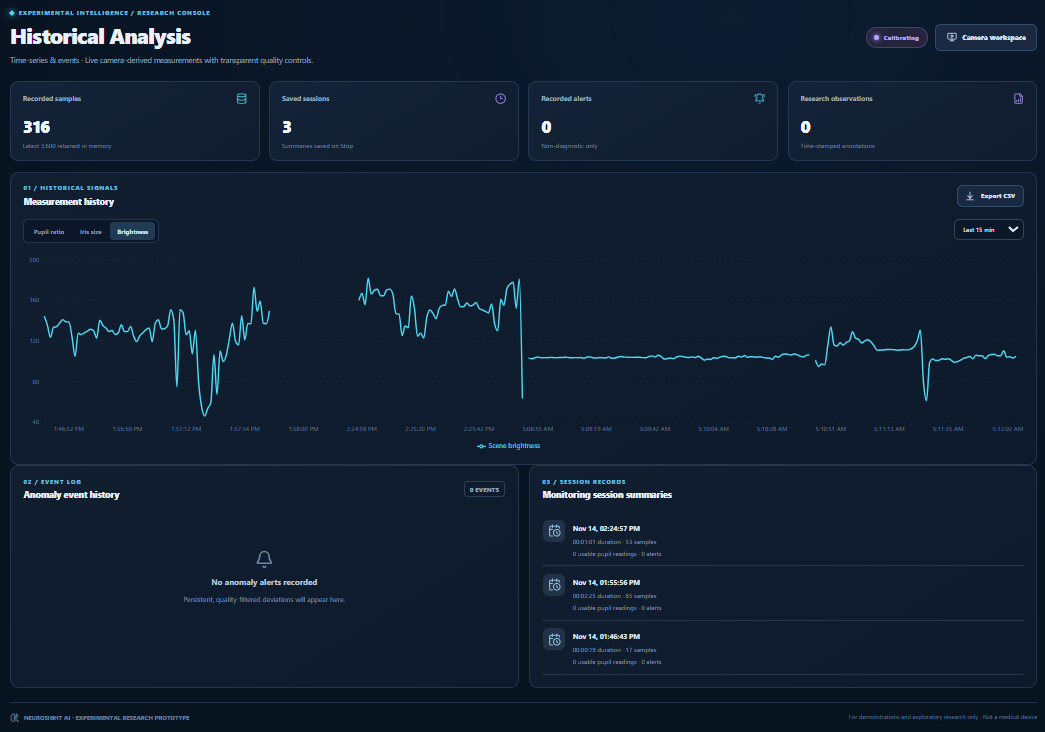 EXPERIMENTAL INTELLIGENCE / RESEARCH CONSOLE
Historical Analysis
Time-series & events · Live camera-derived measurements with transparent quality controls.
Calibrating
Camera workspace
Recorded samples
316
Latest 3,600 retained in memory
Saved sessions
3
Summaries saved on Stop
Recorded alerts
0
Non-diagnostic only
Research observations
0
Time-stamped annotations
01 / HISTORICAL SIGNALS
Measurement history
Export CSV
Pupil ratio Iris size Brightness
Last 15 min
200
160
120
80
40
1:46:52 PM 1:56:50 PM 1:57:12 PM 1:57:34 PM 1:58:00 PM 2:24:58 PM 2:25:20 PM 2:25:42 PM 5:08:55 AM 5:09:19 AM 5:09:42 AM 5:10:04 AM 5:10:28 AM 5:10:51 AM 5:11:13 AM 5:11:35 AM 5:12:02 AM
Scene brightness
02 / EVENT LOG
Anomaly event history
0 EVENTS
No anomaly alerts recorded
Persistent, quality-filtered deviations will appear here.
03 / SESSION RECORDS
Monitoring session summaries
Nov 14, 02:24:57 PM
00:01:01 duration · 53 samples
0 usable pupil readings · 0 alerts
Nov 14, 01:55:56 PM
00:02:25 duration · 85 samples
0 usable pupil readings · 0 alerts
Nov 14, 01:46:43 PM
00:00:19 duration · 17 samples
0 usable pupil readings · 0 alerts
NEUROSIGHT AI · EXPERIMENTAL RESEARCH PROTOTYPE
For demonstrations and exploratory research only · Not a medical device